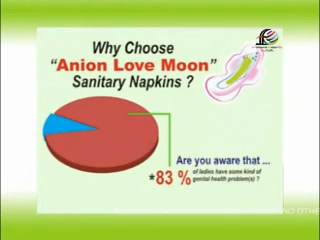 Why Choose
"Anion Love Moon"
Sanitary Napkins ?
Are you aware that ...
*83 % of ladies have some kind of
genital health problem(s) ?